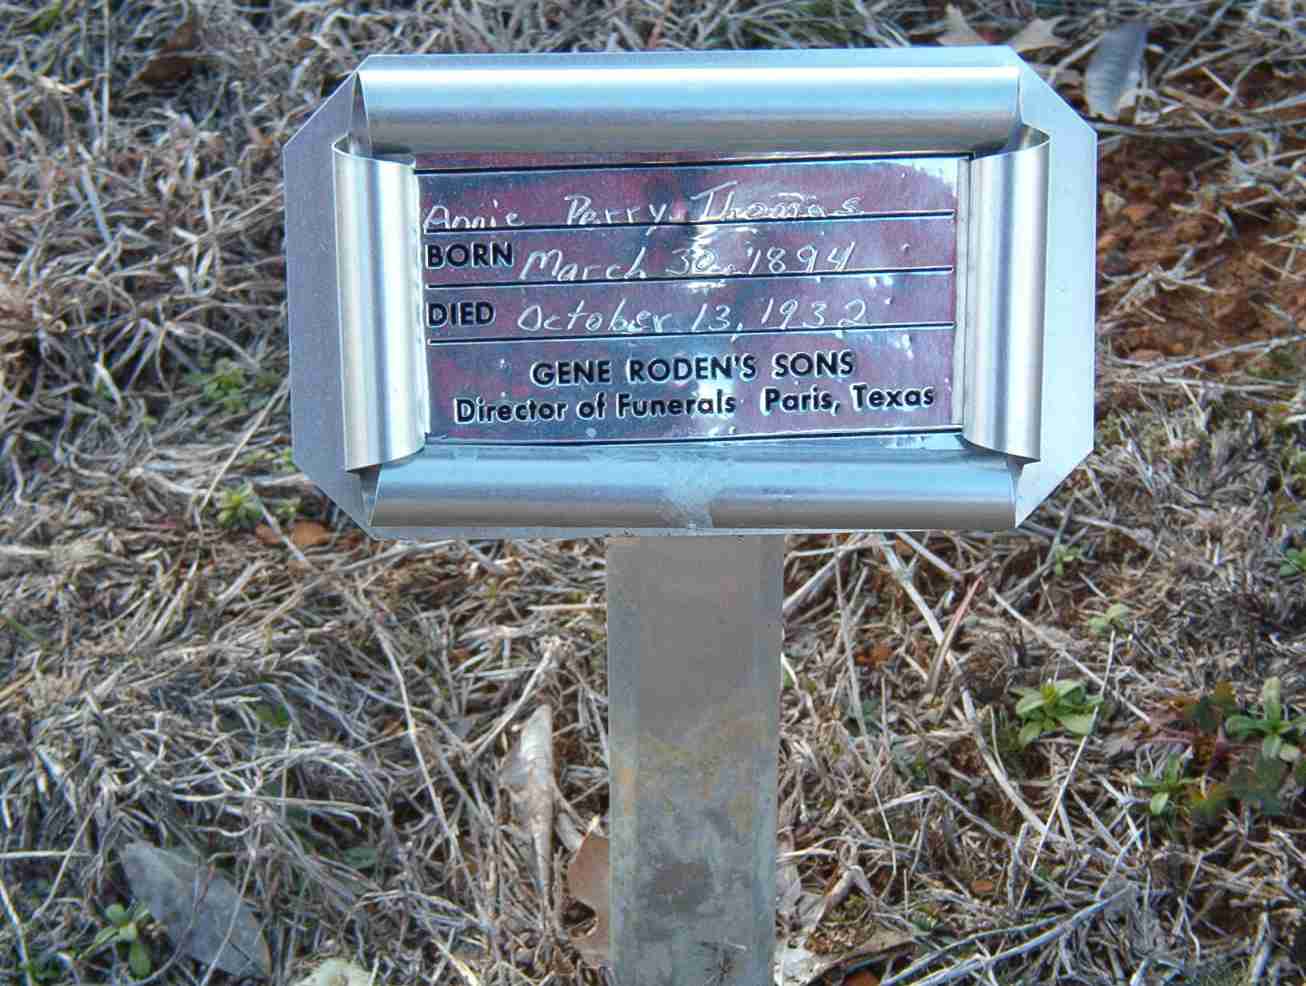 Annie Perry Thomas
BORN March 30, 1894
DIED October 13, 1932
GENE RODEN'S SONS
Director of Funerals Paris, Texas